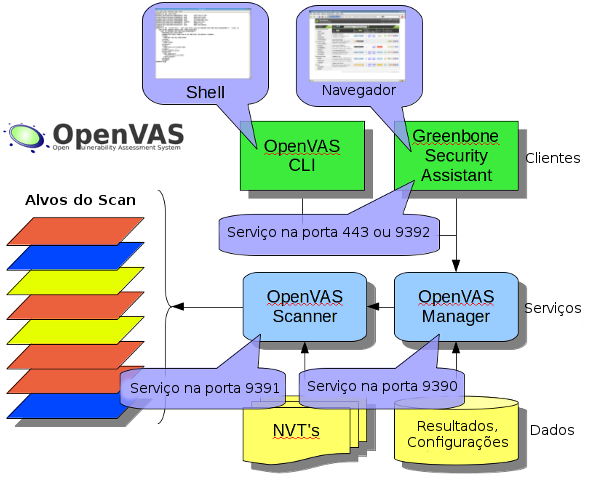 Shell
Navegador
OpenVAS
Open Vulnerability Assessment System
OpenVAS
CLI
Greenbone
Security
Assistant
Clientes
Alvos do Scan
Serviço na porta 443 ou 9392
OpenVAS
Scanner
OpenVAS
Manager
Serviços
Serviço na porta 9391
Serviço na porta 9390
NVT's
Resultados,
Configurações
Dados